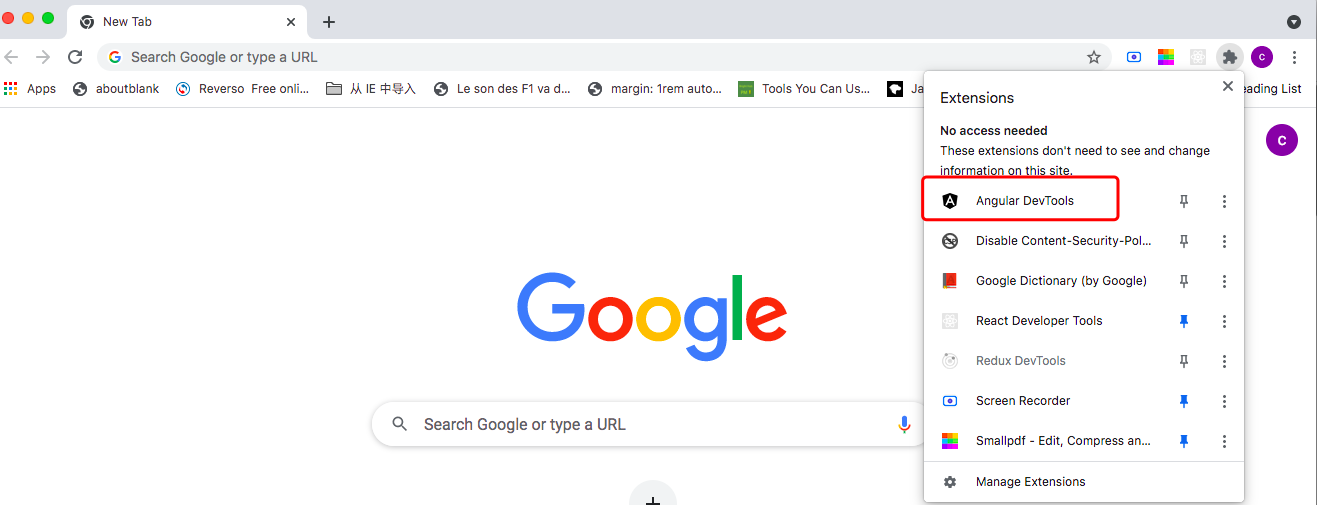 New Tab
Search Google or type a URL
C
Apps
aboutblank
Reverso Free onli...
从 IE 中导入
Le son des F1 va d...
margin: 1rem auto...
Tools You Can Us...
Ja
eading List
Extensions
No access needed
These extensions don't need to see and change
information on this site.
C
Angular DevTools
Disable Content-Security-Pol...
Google Dictionary (by Google)
React Developer Tools
Redux DevTools
Screen Recorder
Smallpdf - Edit, Compress an...
Manage Extensions
Google
Search Google or type a URL